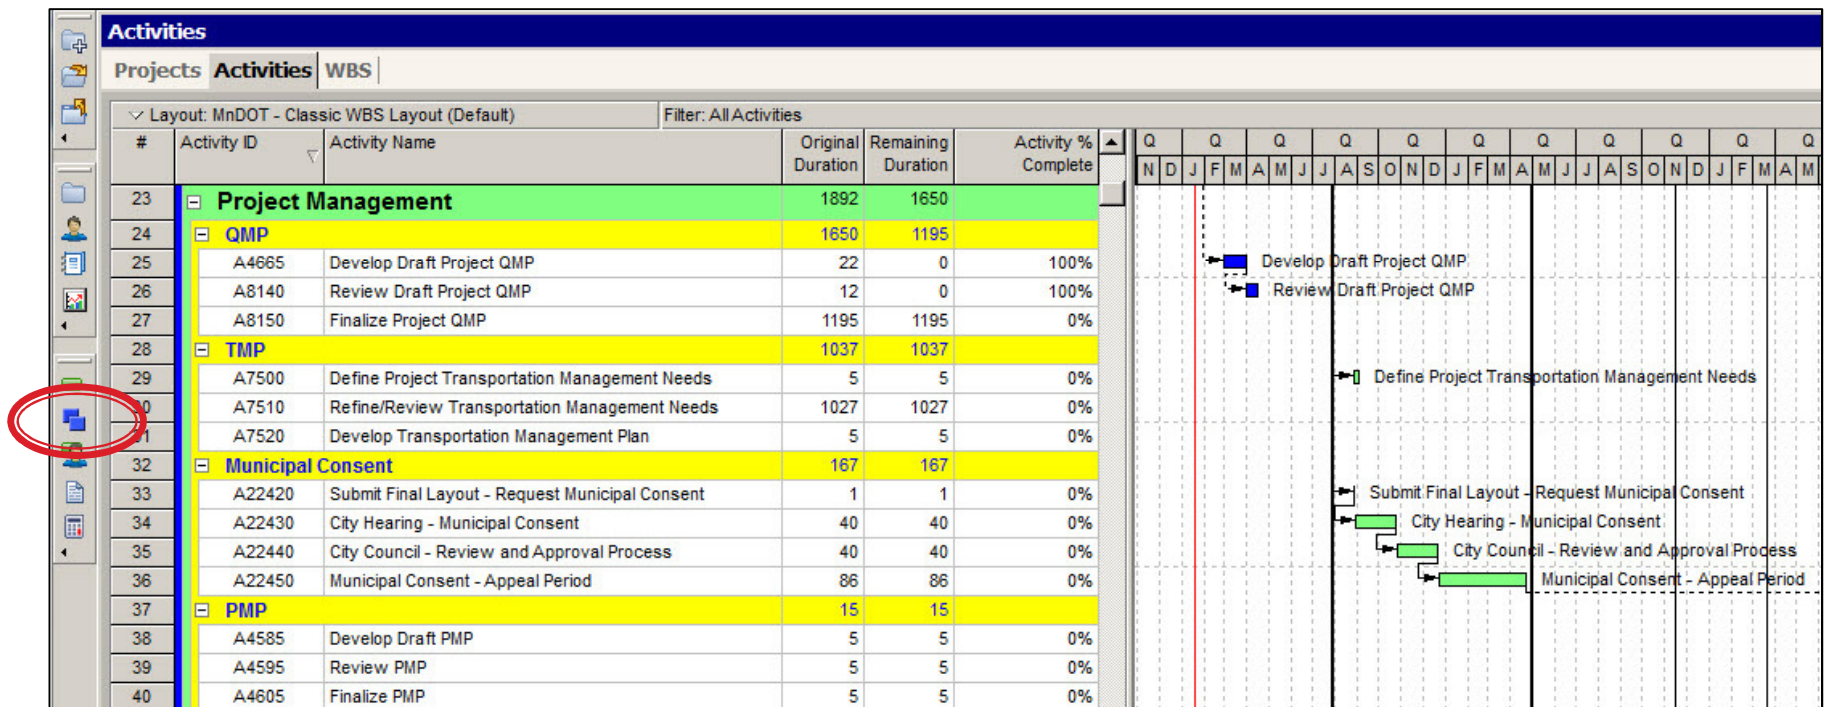 Activities
Projects Activities WBS
Layout: MnDOT - Classic WBS Layout (Default) Filter: All Activities
# Activity ID Activity Name Original Duration Remaining Duration Activity % Complete
Q Q Q Q Q Q Q Q Q Q Q
N D J F M A M J J A S O N D J F M A M J J A S O N D J F M A M
23 Project Management 1892 1650
24 QMP 1650 1195
25 A4665 Develop Draft Project QMP 22 0 100% Develop Draft Project QMP
26 A8140 Review Draft Project QMP 12 0 100% Review Draft Project QMP
27 A8150 Finalize Project QMP 1195 1195 0%
28 TMP 1037 1037
29 A7500 Define Project Transportation Management Needs 5 5 0% Define Project Transportation Management Needs
30 A7510 Refine/Review Transportation Management Needs 1027 1027 0%
31 A7520 Develop Transportation Management Plan 5 5 0%
32 Municipal Consent 167 167
33 A22420 Submit Final Layout - Request Municipal Consent 1 1 0% Submit Final Layout - Request Municipal Consent
34 A22430 City Hearing - Municipal Consent 40 40 0% City Hearing - Municipal Consent
35 A22440 City Council - Review and Approval Process 40 40 0% City Council - Review and Approval Process
36 A22450 Municipal Consent - Appeal Period 86 86 0% Municipal Consent - Appeal Period
37 PMP 15 15
38 A4585 Develop Draft PMP 5 5 0%
39 A4595 Review PMP 5 5 0%
40 A4605 Finalize PMP 5 5 0%